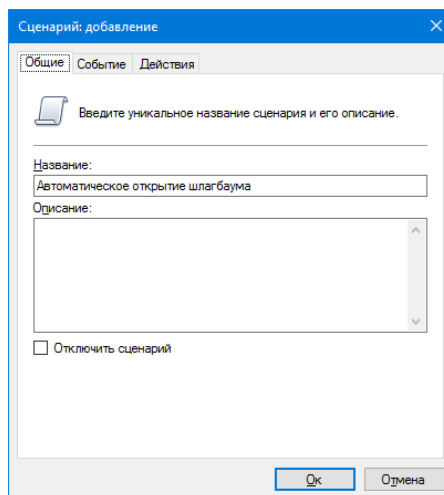 Сценарий: добавление
Общие Событие Действия
Введите уникальное название сценария и его описание.
Название:
Автоматическое открытие шлагбаума
Описание:
Отключить сценарий
Ок Отмена